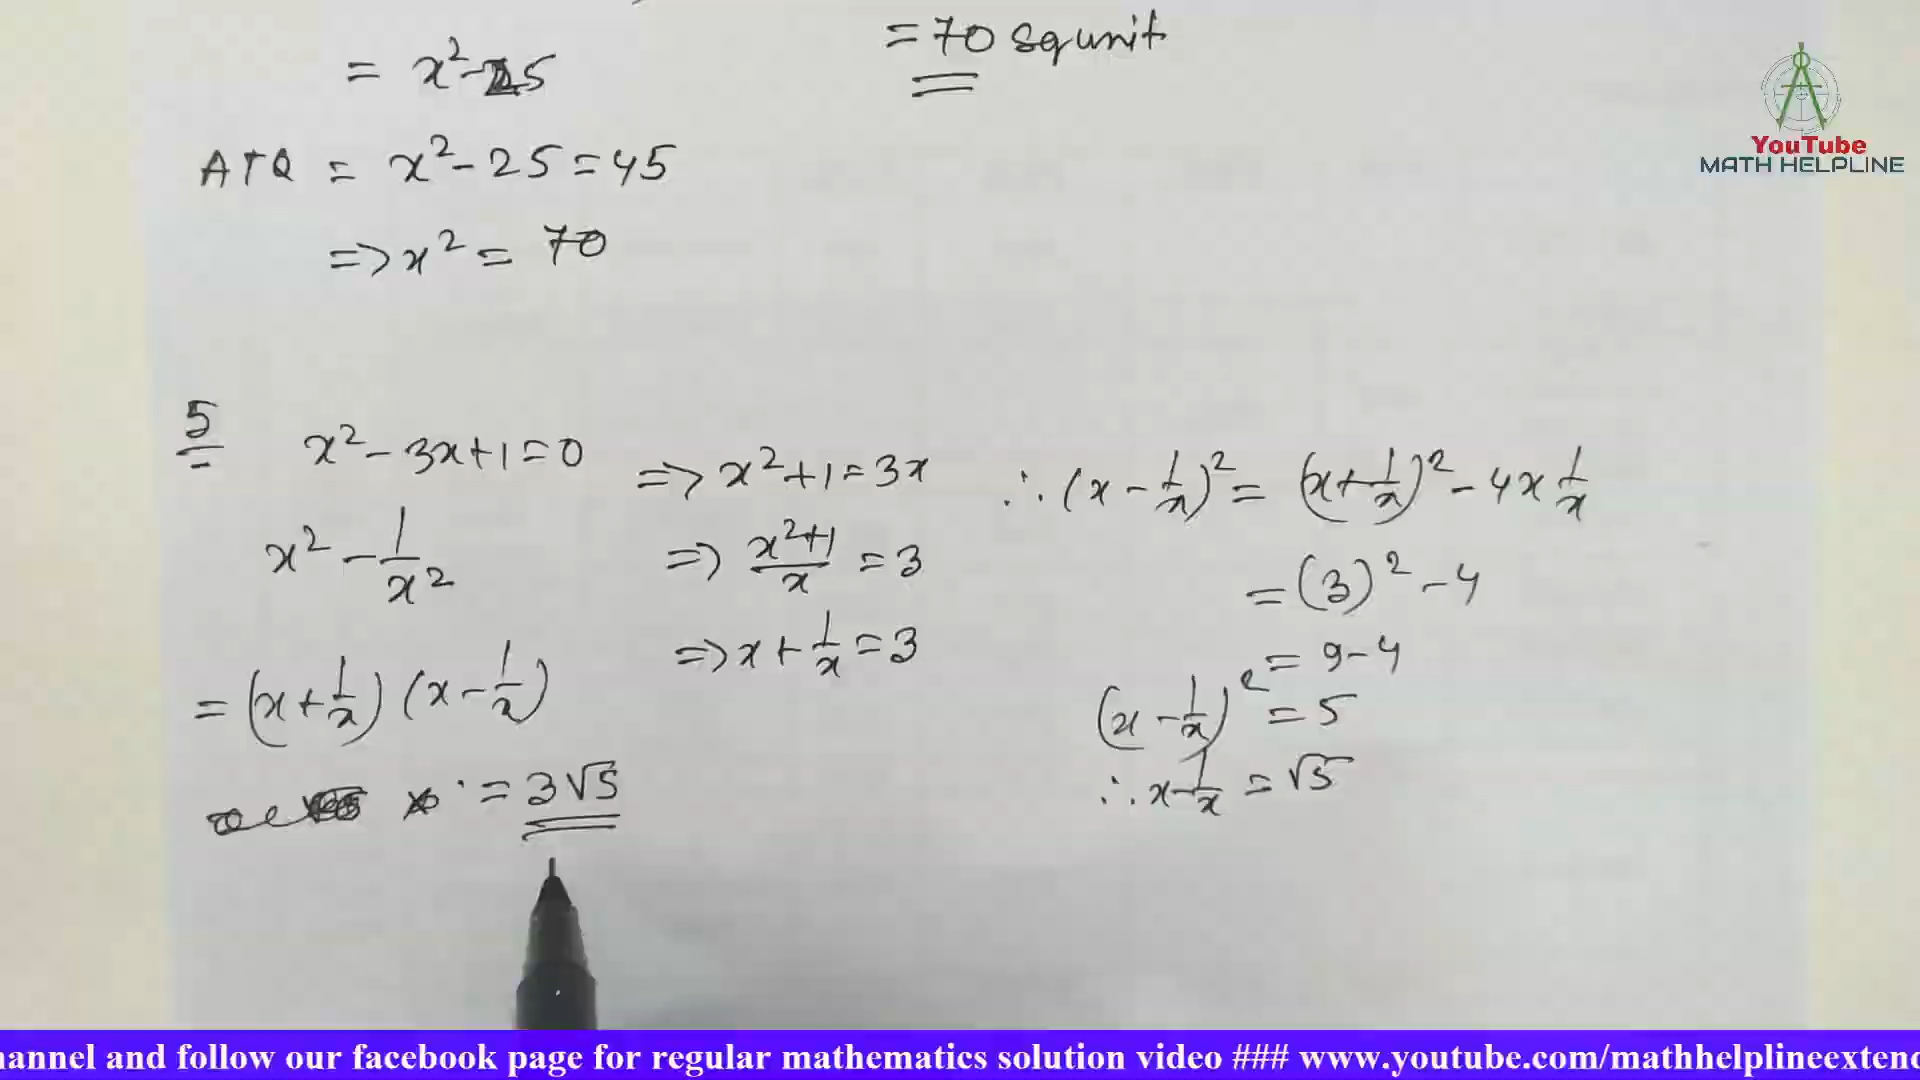 = x² - 25
= 70 sq unit
ATQ = x² - 25 = 45
=> x² = 70
YouTube
MATH HELPLINE
5
x² - 3x + 1 = 0
x² - 1/x²
= (x + 1/x) (x - 1/x)
= 3√5
=> x² + 1 = 3x
=> (x² + 1)/x = 3
=> x + 1/x = 3
∴ (x - 1/x)² = (x + 1/x)² - 4x 1/x
= (3)² - 4
= 9 - 4
(x - 1/x)² = 5
∴ x - 1/x = √5
hannel and follow our facebook page for regular mathematics solution video ### www.youtube.com/mathhelplineextend